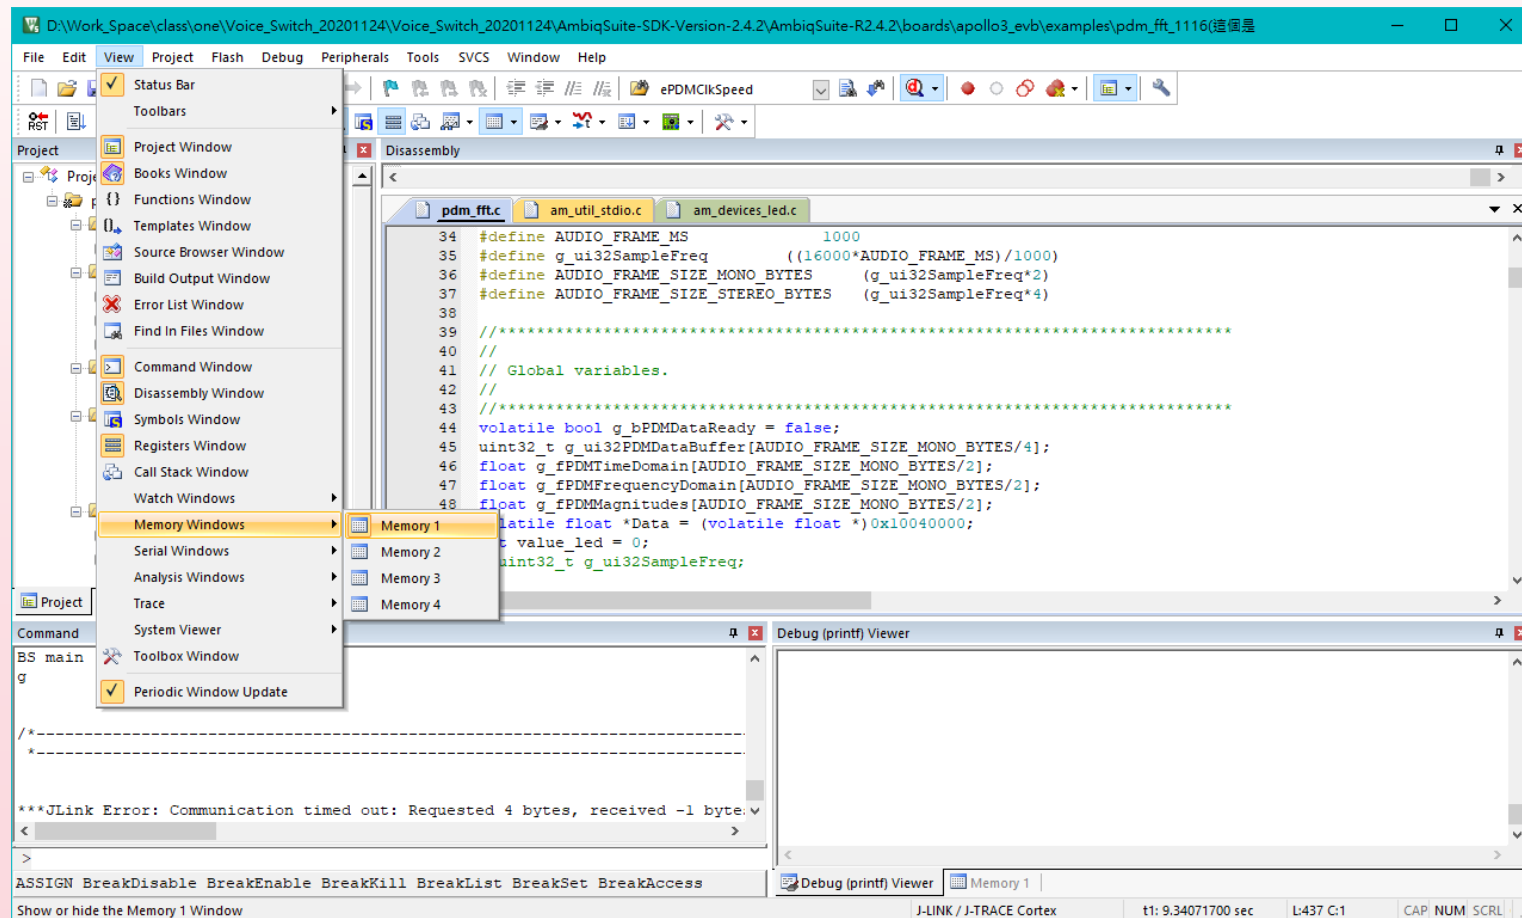 D:\Work_Space\class\one\Voice_Switch_20201124\Voice_Switch_20201124\AmbiqSuite-SDK-Version-2.4.2\AmbiqSuite-R2.4.2\boards\apollo3_evb\examples\pdm_fft_1116(這個是
File Edit View Project Flash Debug Peripherals Tools SVCS Window Help
ePDMClkSpeed
RST
Project
Disassembly
Status Bar
Toolbars
Project Window
Books Window
Functions Window
Templates Window
Source Browser Window
Build Output Window
Error List Window
Find In Files Window
Command Window
Disassembly Window
Symbols Window
Registers Window
Call Stack Window
Watch Windows
Memory Windows
Serial Windows
Analysis Windows
Trace
System Viewer
Toolbox Window
Periodic Window Update
Memory 1
Memory 2
Memory 3
Memory 4
pdm_fft.c am_util_stdio.c am_devices_led.c
34 #define AUDIO_FRAME_MS 1000
35 #define g_ui32SampleFreq ((16000*AUDIO_FRAME_MS)/1000)
36 #define AUDIO_FRAME_SIZE_MONO_BYTES (g_ui32SampleFreq*2)
37 #define AUDIO_FRAME_SIZE_STEREO_BYTES (g_ui32SampleFreq*4)
38
39 //*****************************************************************************
40 //
41 // Global variables.
42 //
43 //*****************************************************************************
44 volatile bool g_bPDMDataReady = false;
45 uint32_t g_ui32PDMDataBuffer[AUDIO_FRAME_SIZE_MONO_BYTES/4];
46 float g_fPDMTimeDomain[AUDIO_FRAME_SIZE_MONO_BYTES/2];
47 float g_fPDMFrequencyDomain[AUDIO_FRAME_SIZE_MONO_BYTES/2];
48 float g_fPDMMagnitudes[AUDIO_FRAME_SIZE_MONO_BYTES/2];
latile float *Data = (volatile float *)0x10040000;
t value_led = 0;
uint32_t g_ui32SampleFreq;
Project
Command
BS main
g
/*---------------------------------------------------------------------------
*---------------------------------------------------------------------------
***JLink Error: Communication timed out: Requested 4 bytes, received -1 byte
>
ASSIGN BreakDisable BreakEnable BreakKill BreakList BreakSet BreakAccess
Debug (printf) Viewer
Debug (printf) Viewer Memory 1
Show or hide the Memory 1 Window J-LINK / J-TRACE Cortex t1: 9.34071700 sec L:437 C:1 CAP NUM SCRL